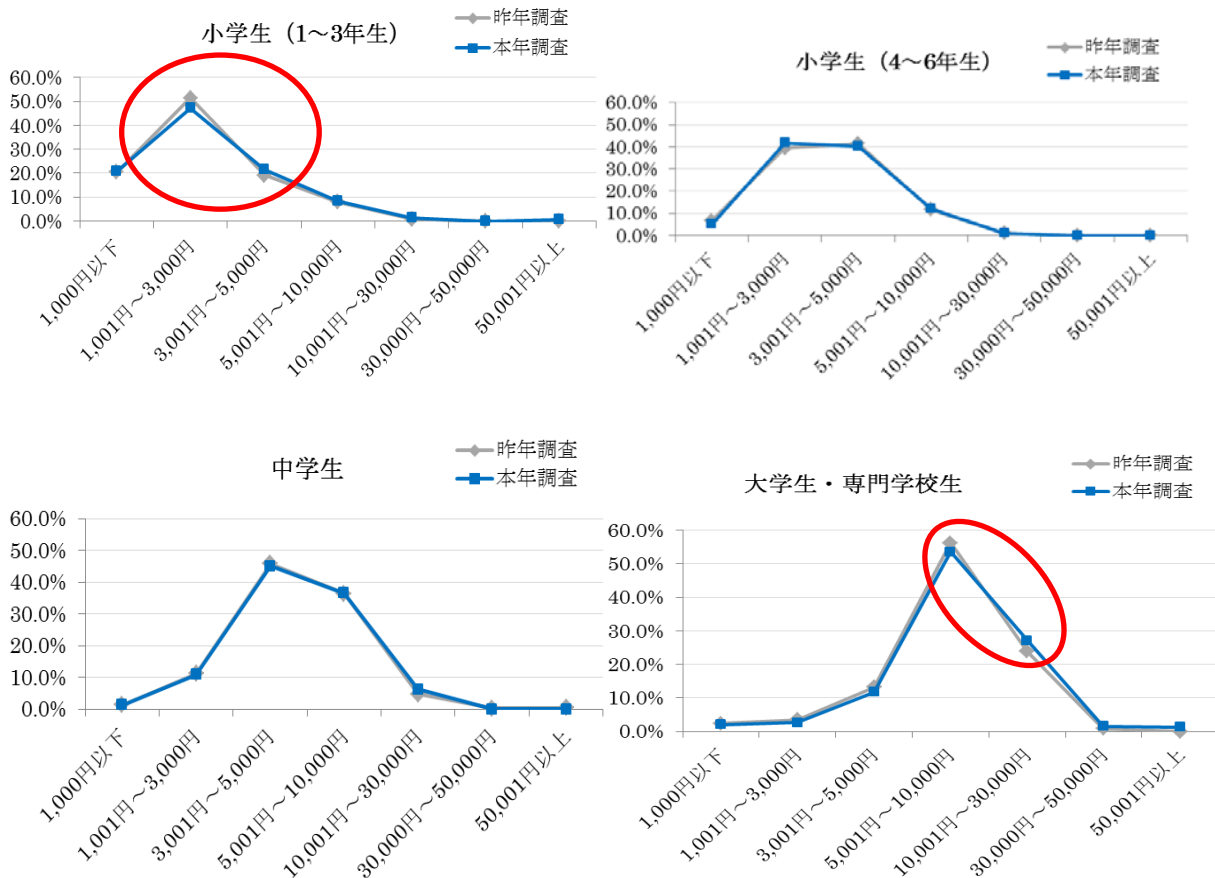 小学生（1～3年生）
昨年調査
本年調査
60.0%
50.0%
40.0%
30.0%
20.0%
10.0%
0.0%
1,000円以下
1,001円～3,000円
3,001円～5,000円
5,001円～10,000円
10,001円～30,000円
30,000円～50,000円
50,001円以上
小学生（4～6年生）
昨年調査
本年調査
60.0%
50.0%
40.0%
30.0%
20.0%
10.0%
0.0%
1,000円以下
1,001円～3,000円
3,001円～5,000円
5,001円～10,000円
10,001円～30,000円
30,000円～50,000円
50,001円以上
中学生
昨年調査
本年調査
60.0%
50.0%
40.0%
30.0%
20.0%
10.0%
0.0%
1,000円以下
1,001円～3,000円
3,001円～5,000円
5,001円～10,000円
10,001円～30,000円
30,000円～50,000円
50,001円以上
大学生・専門学校生
昨年調査
本年調査
60.0%
50.0%
40.0%
30.0%
20.0%
10.0%
0.0%
1,000円以下
1,001円～3,000円
3,001円～5,000円
5,001円～10,000円
10,001円～30,000円
30,000円～50,000円
50,001円以上